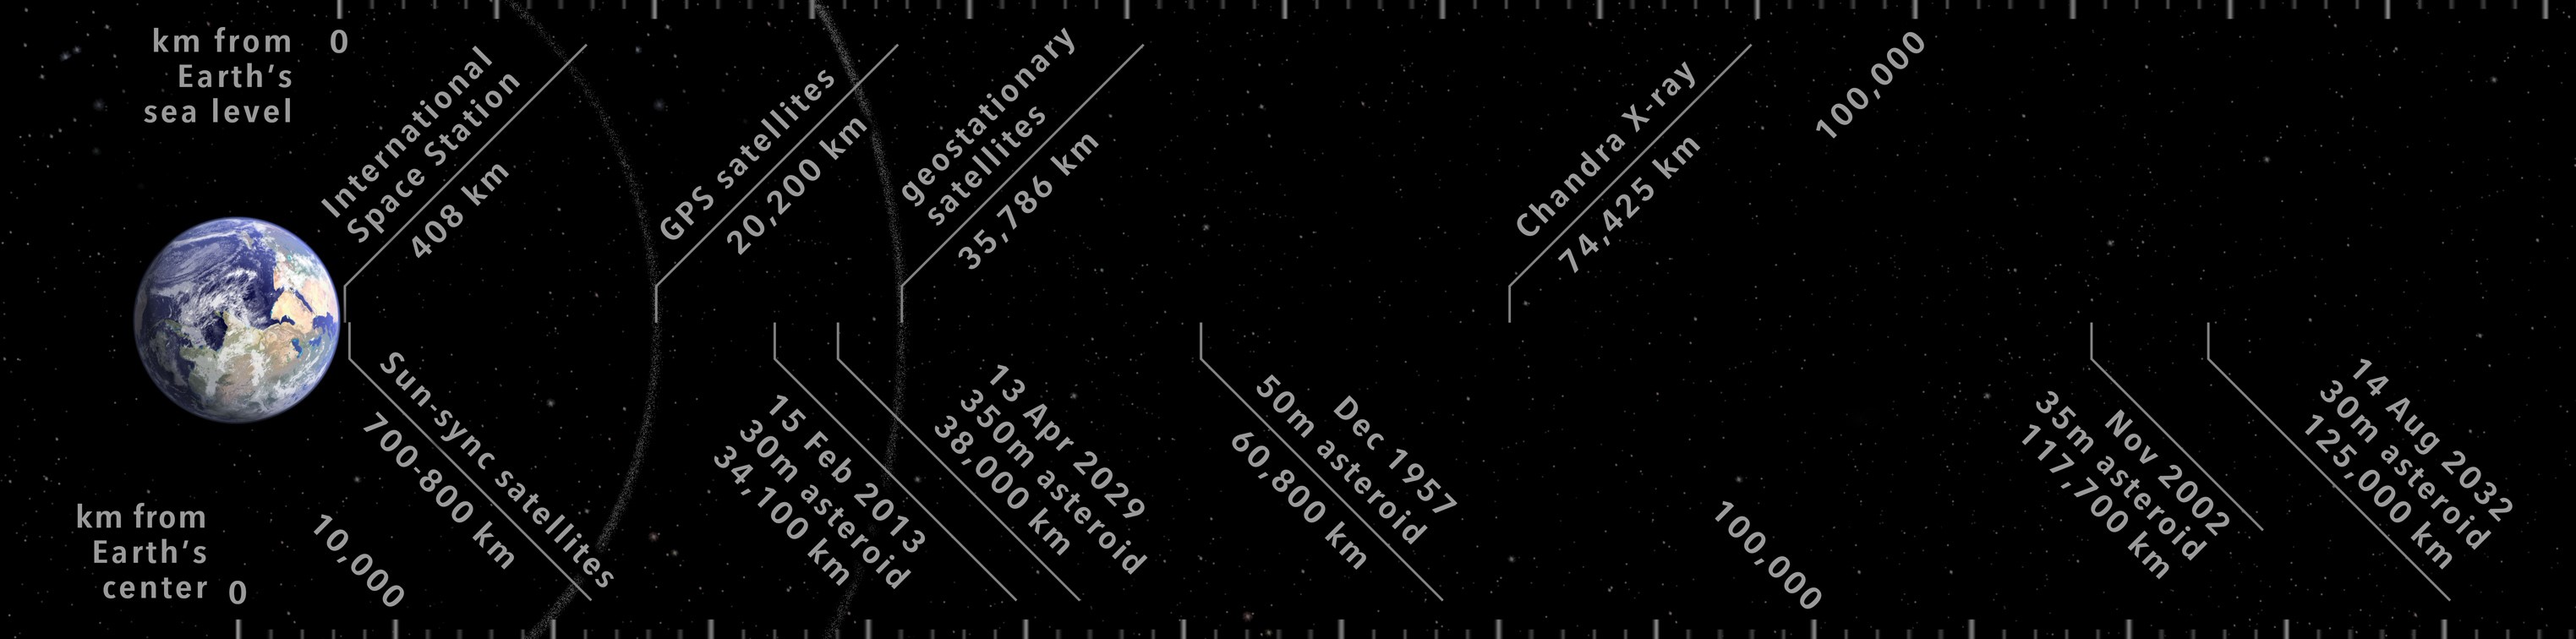 km from
Earth's
sea level
0
International
Space Station
408 km
GPS satellites
20,200 km
geostationary
satellites
35,786 km
Chandra X-ray
74,425 km
100,000
km from
Earth's
center
0
10,000
Sun-sync satellites
700-800 km
15 Feb 2013
30m asteroid
34,100 km
13 Apr 2029
350m asteroid
38,000 km
Dec 1957
50m asteroid
60,800 km
100,000
Nov 2002
35m asteroid
117,700 km
14 Aug 2032
30m asteroid
125,000 km